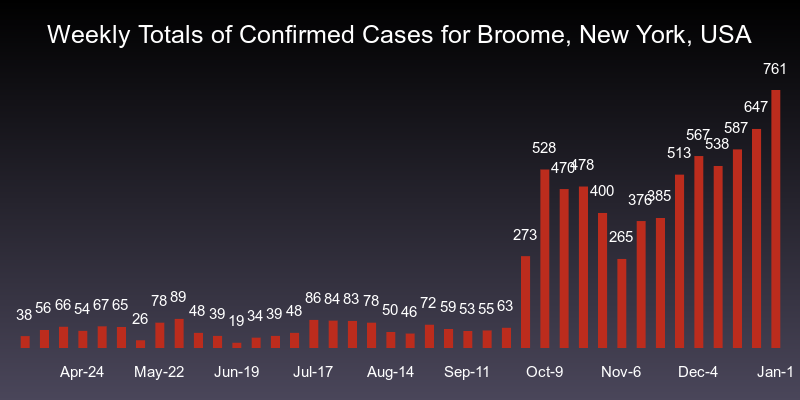 Weekly Totals of Confirmed Cases for Broome, New York, USA
38 56 66 54 67 65 26 78 89 48 39 19 34 39 48 86 84 83 78 50 46 72 59 53 55 63 273 528 470 478 400 265 376 385 513 567 538 587 647 761
Apr-24 May-22 Jun-19 Jul-17 Aug-14 Sep-11 Oct-9 Nov-6 Dec-4 Jan-1